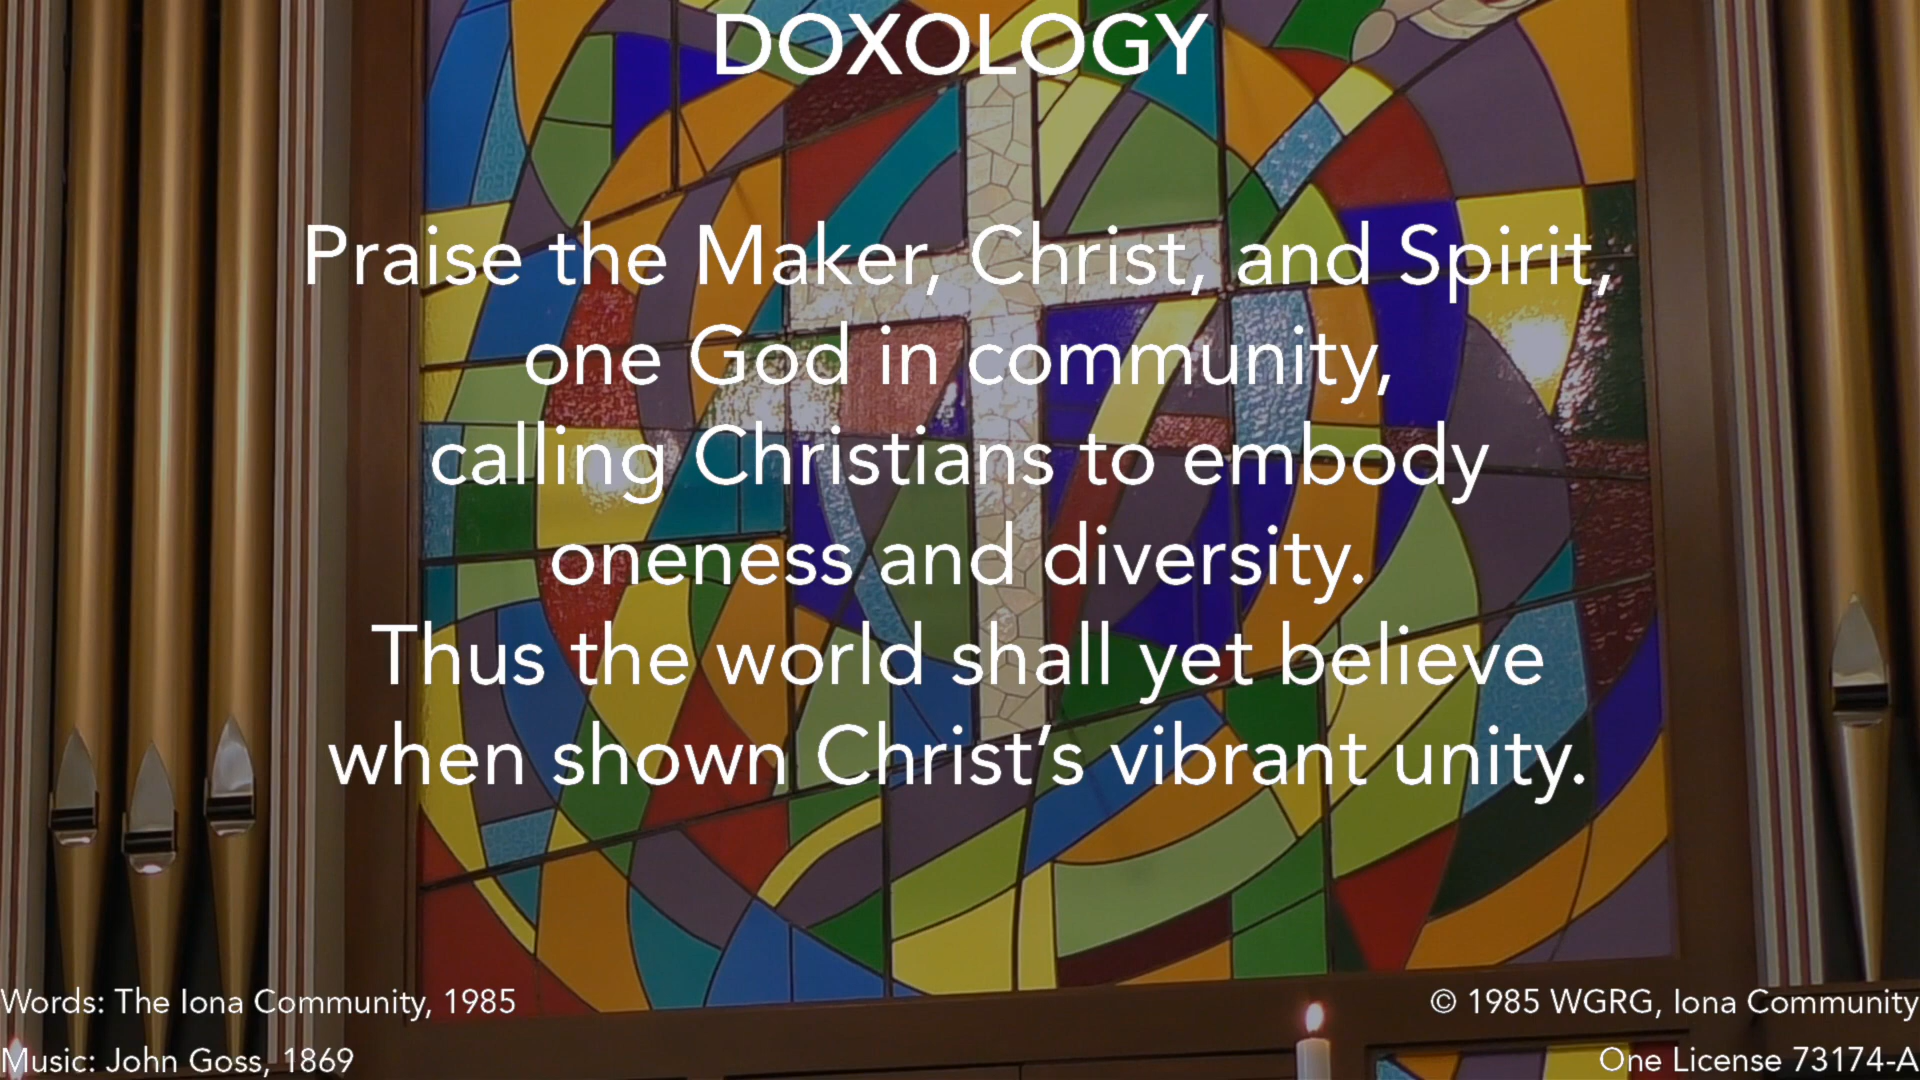 DOXOLOGY
Praise the Maker, Christ, and Spirit,
one God in community,
calling Christians to embody
oneness and diversity.
Thus the world shall yet believe
when shown Christ’s vibrant unity.
Words: The Iona Community, 1985
© 1985 WGRG, Iona Community
Music: John Goss, 1869
One License 73174-A